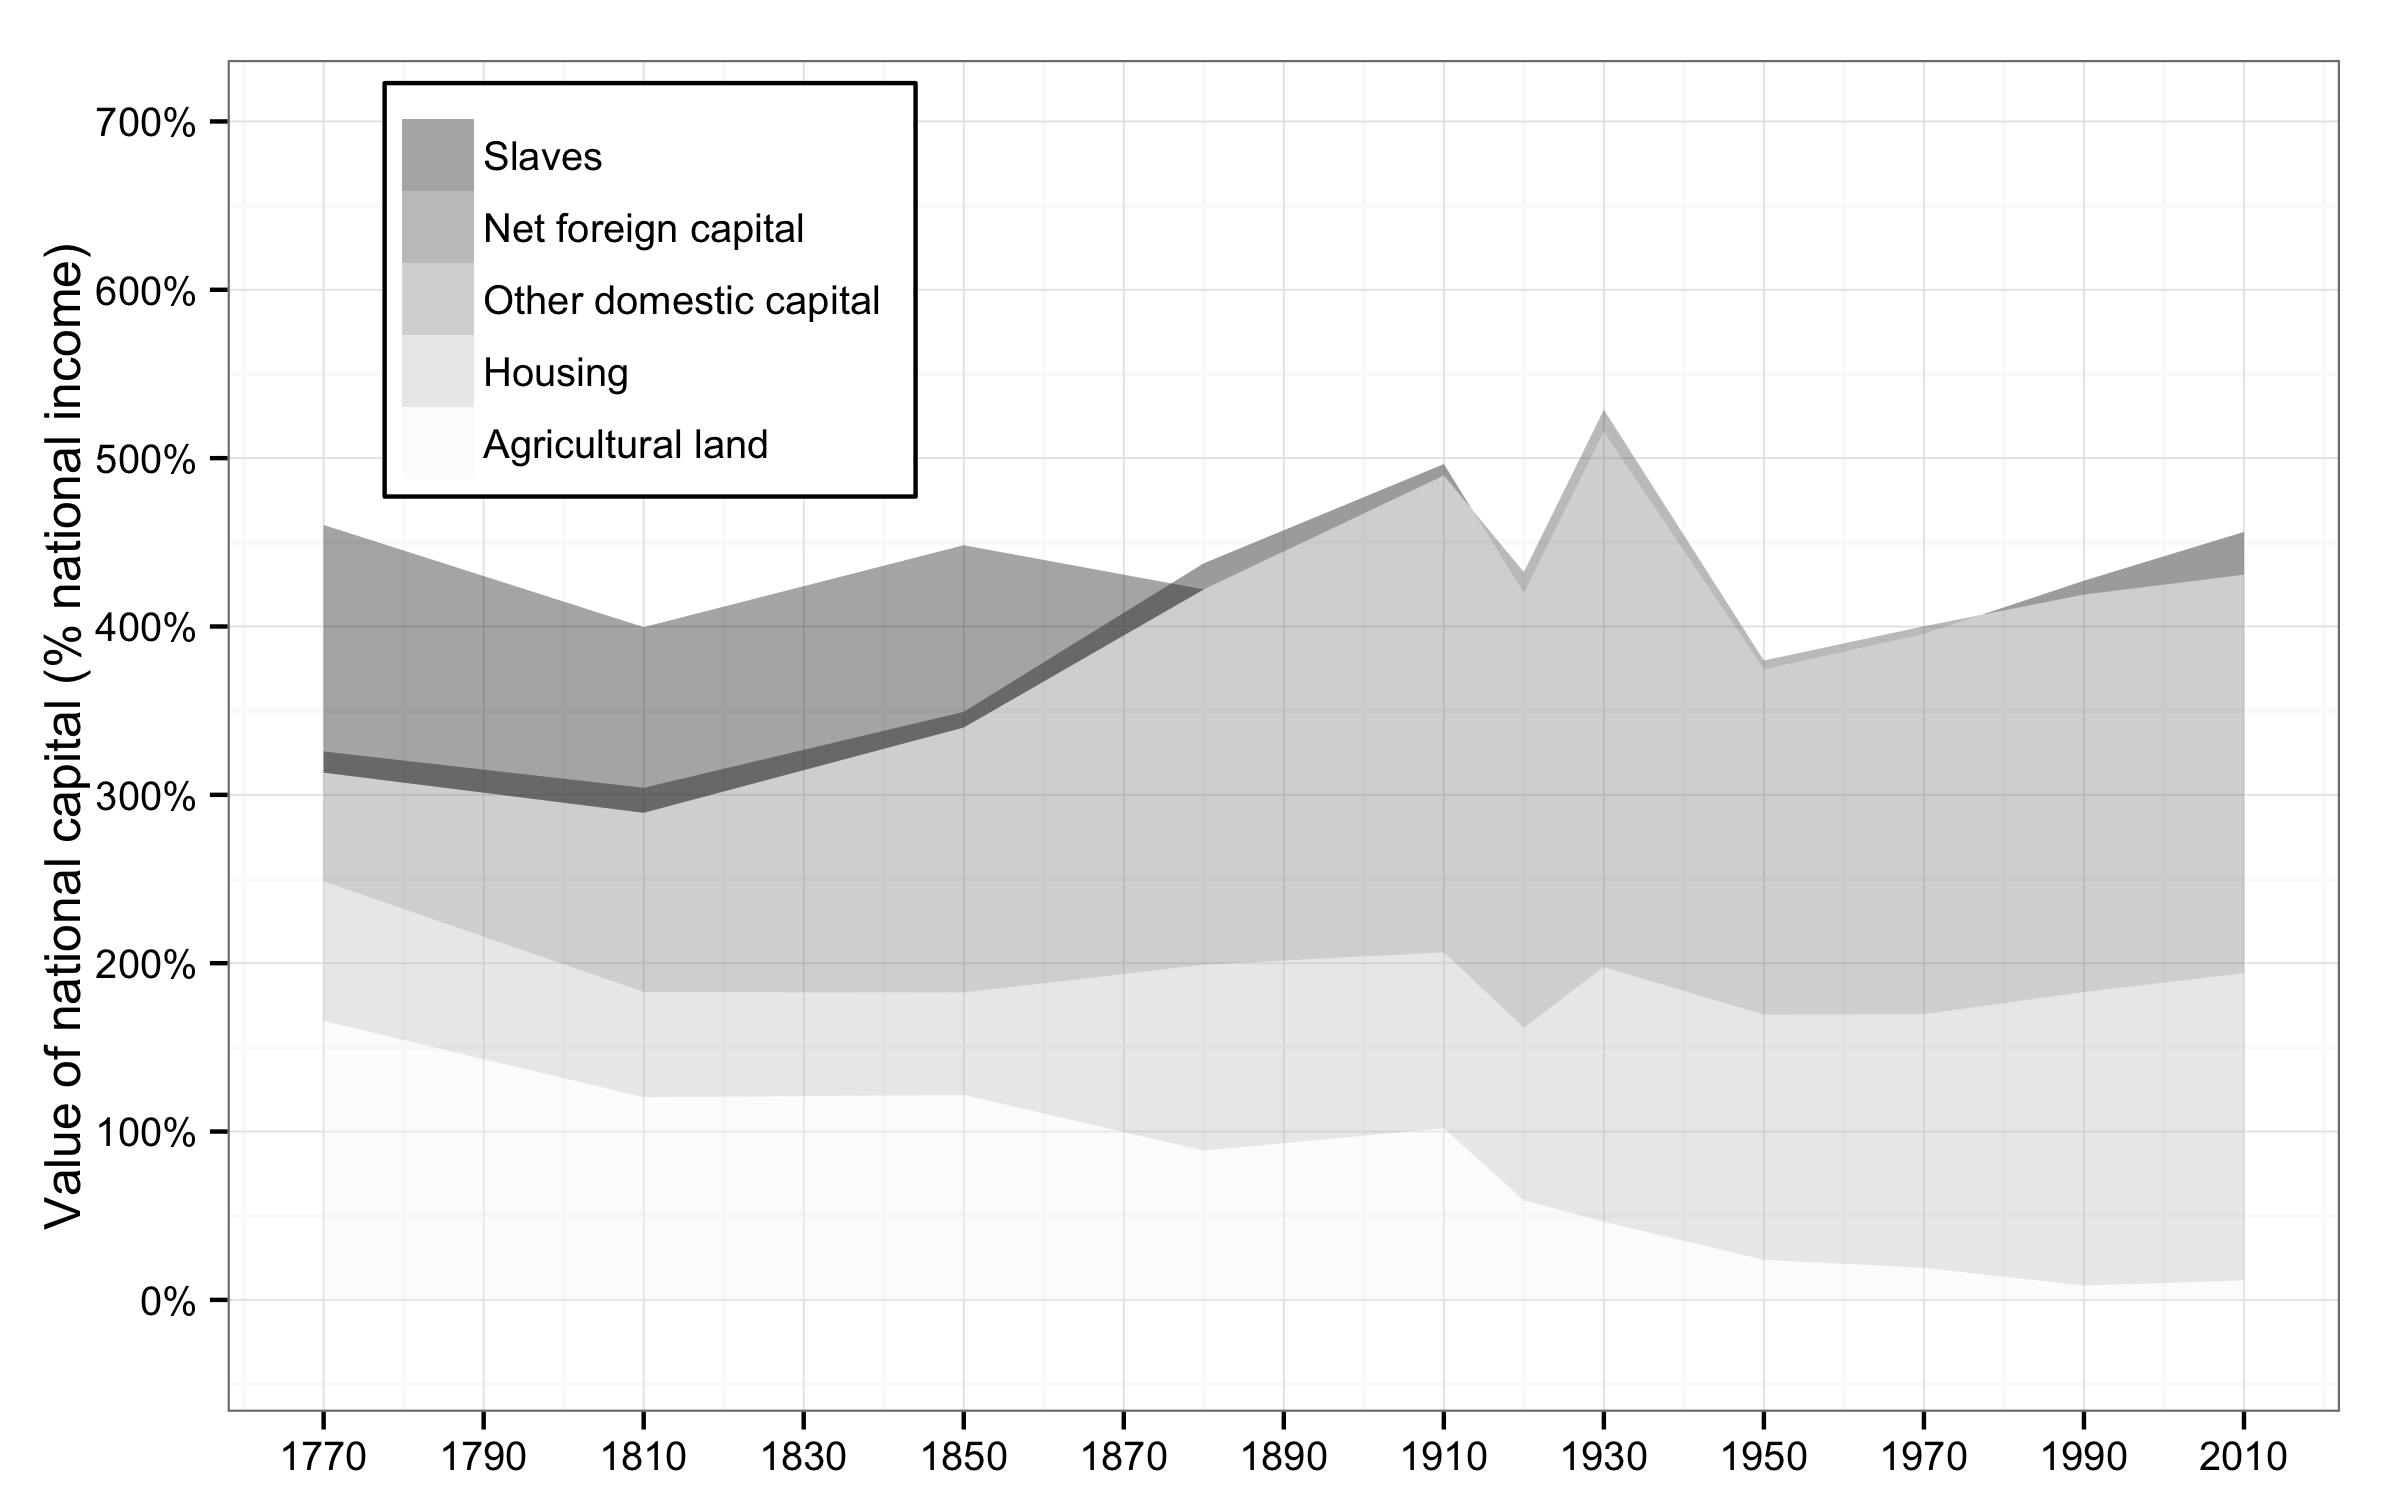 Value of national capital (% national income)
700%
600%
500%
400%
300%
200%
100%
0%
Slaves
Net foreign capital
Other domestic capital
Housing
Agricultural land
1770 1790 1810 1830 1850 1870 1890 1910 1930 1950 1970 1990 2010